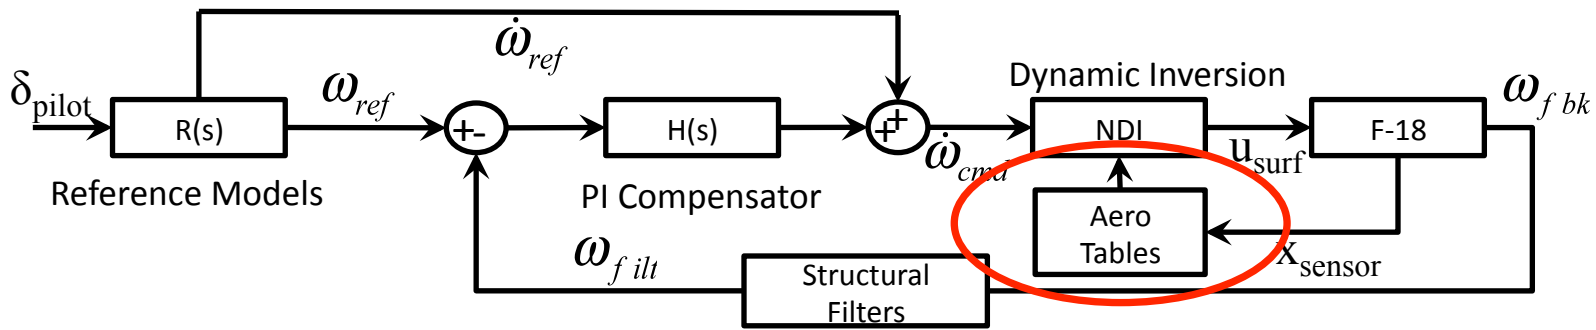 ω̇ref
Dynamic Inversion
δpilot
ωref
ωf bk
R(s)
+-
H(s)
++
NDI
F-18
ω̇cmd
usurf
Reference Models
PI Compensator
Aero
Tables
xsensor
ωf ilt
Structural
Filters